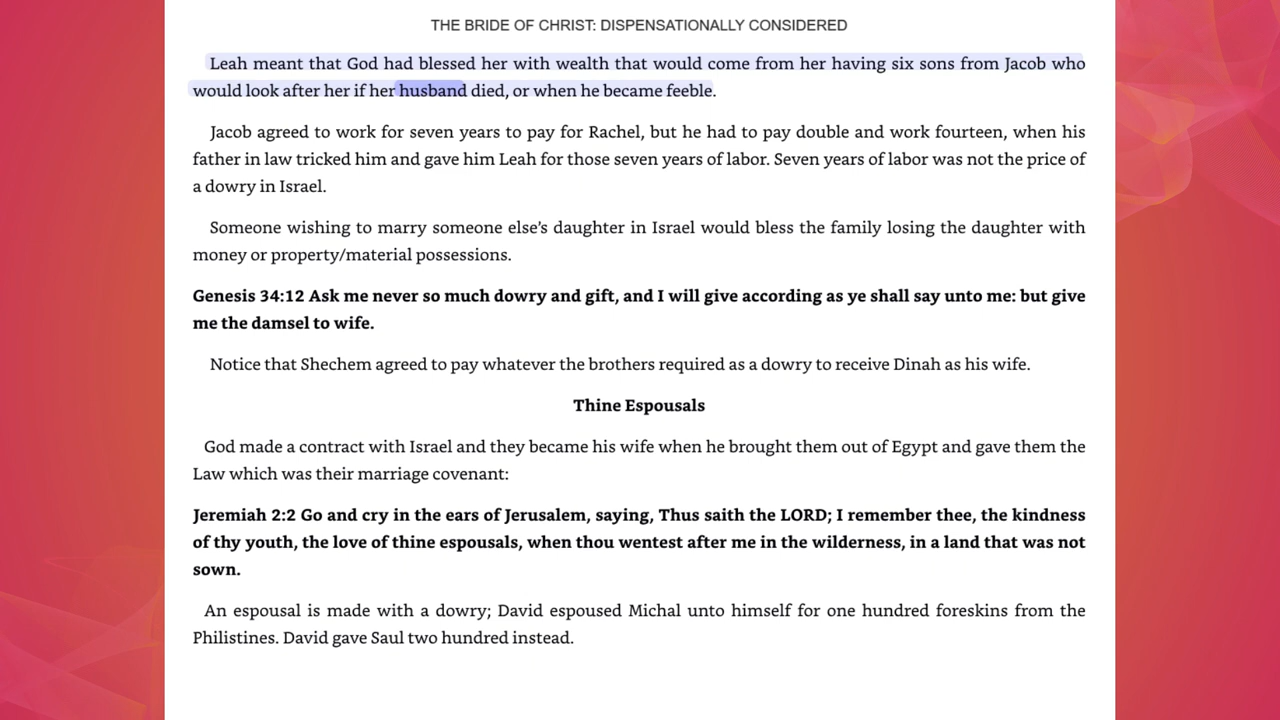 THE BRIDE OF CHRIST: DISPENSATIONALLY CONSIDERED
Leah meant that God had blessed her with wealth that would come from her having six sons from Jacob who
would look after her if her husband died, or when he became feeble.
Jacob agreed to work for seven years to pay for Rachel, but he had to pay double and work fourteen, when his
father in law tricked him and gave him Leah for those seven years of labor. Seven years of labor was not the price of
a dowry in Israel.
Someone wishing to marry someone else’s daughter in Israel would bless the family losing the daughter with
money or property/material possessions.
Genesis 34:12 Ask me never so much dowry and gift, and I will give according as ye shall say unto me: but give
me the damsel to wife.
Notice that Shechem agreed to pay whatever the brothers required as a dowry to receive Dinah as his wife.
Thine Espousals
God made a contract with Israel and they became his wife when he brought them out of Egypt and gave them the
Law which was their marriage covenant:
Jeremiah 2:2 Go and cry in the ears of Jerusalem, saying, Thus saith the LORD; I remember thee, the kindness
of thy youth, the love of thine espousals, when thou wentest after me in the wilderness, in a land that was not
sown.
An espousal is made with a dowry; David espoused Michal unto himself for one hundred foreskins from the
Philistines. David gave Saul two hundred instead.